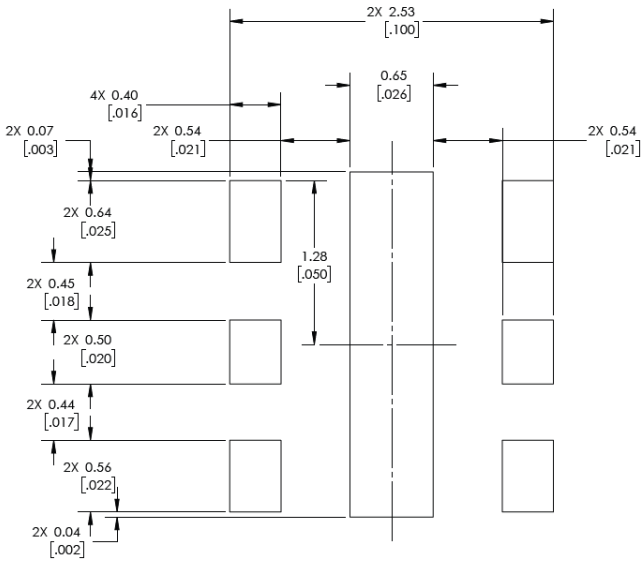 2X 2.53
[.100]
0.65
[.026]
4X 0.40
[.016]
2X 0.07
[.003]
2X 0.54
[.021]
2X 0.54
[.021]
2X 0.64
[.025]
1.28
[.050]
2X 0.45
[.018]
2X 0.50
[.020]
2X 0.44
[.017]
2X 0.56
[.022]
2X 0.04
[.002]